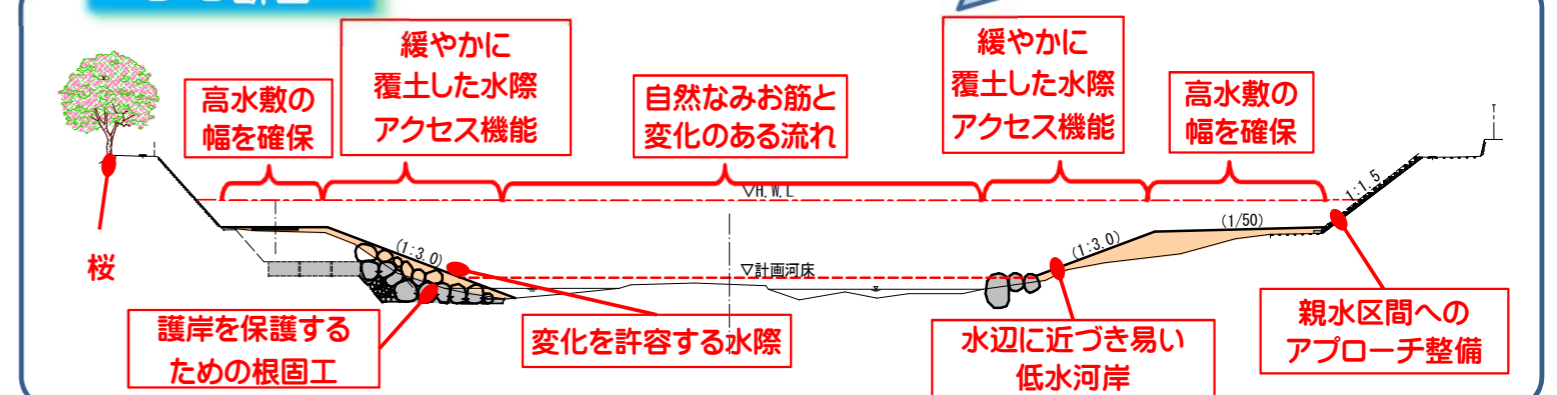 緩やかに
覆土した水際
アクセス機能
緩やかに
覆土した水際
アクセス機能
高水敷の
幅を確保
自然なみお筋と
変化のある流れ
高水敷の
幅を確保
▽H.W.L
1:1.5
(1/50)
(1:3.0)
(1:3.0)
桜
▽計画河床
護岸を保護する
ための根固工
変化を許容する水際
水辺に近づき易い
低水河岸
親水区間への
アプローチ整備